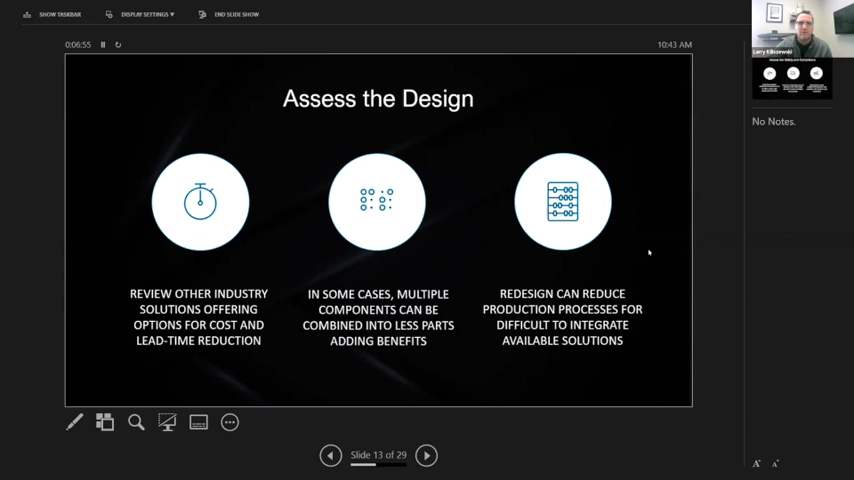 SHOW TASKBAR
DISPLAY SETTINGS ▼
END SLIDE SHOW
0:06:55
10:43 AM
Assess the Design
REVIEW OTHER INDUSTRY
SOLUTIONS OFFERING
OPTIONS FOR COST AND
LEAD-TIME REDUCTION
IN SOME CASES, MULTIPLE
COMPONENTS CAN BE
COMBINED INTO LESS PARTS
ADDING BENEFITS
REDESIGN CAN REDUCE
PRODUCTION PROCESSES FOR
DIFFICULT TO INTEGRATE
AVAILABLE SOLUTIONS
Slide 13 of 29
Larry
No Notes.
A
A